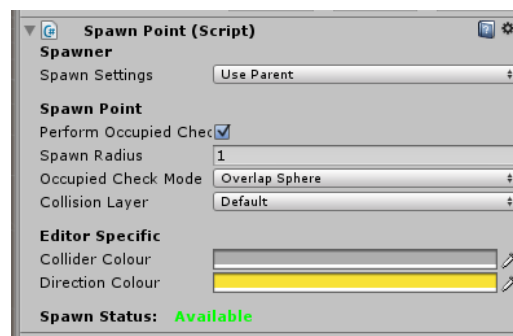 Spawn Point (Script)
Spawner
Spawn Settings Use Parent
Spawn Point
Perform Occupied Chec
Spawn Radius 1
Occupied Check Mode Overlap Sphere
Collision Layer Default
Editor Specific
Collider Colour
Direction Colour
Spawn Status: Available